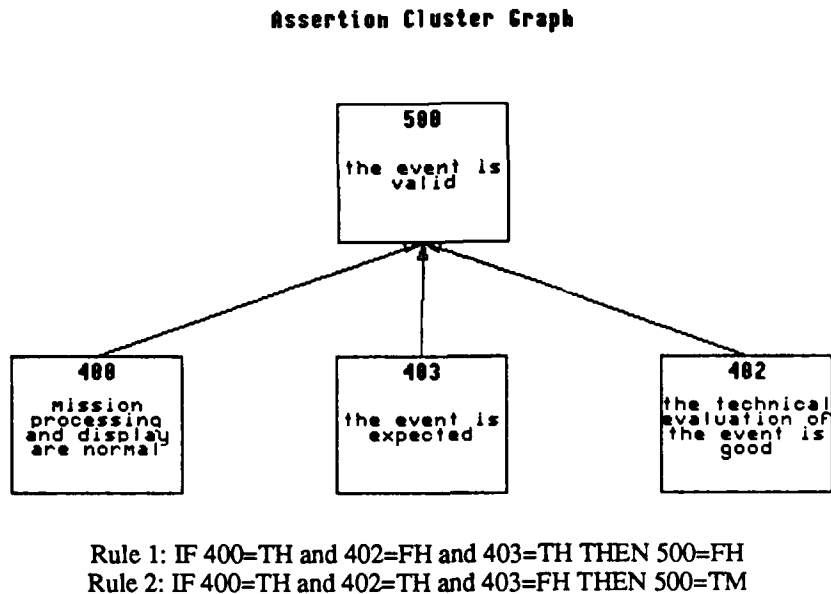 Assertion Cluster Graph
500
the event is
valid
400
mission
processing
and display
are normal
403
the event is
expected
402
the technical
evaluation of
the event is
good
Rule 1: IF 400=TH and 402=FH and 403=TH THEN 500=FH
Rule 2: IF 400=TH and 402=TH and 403=FH THEN 500=TM